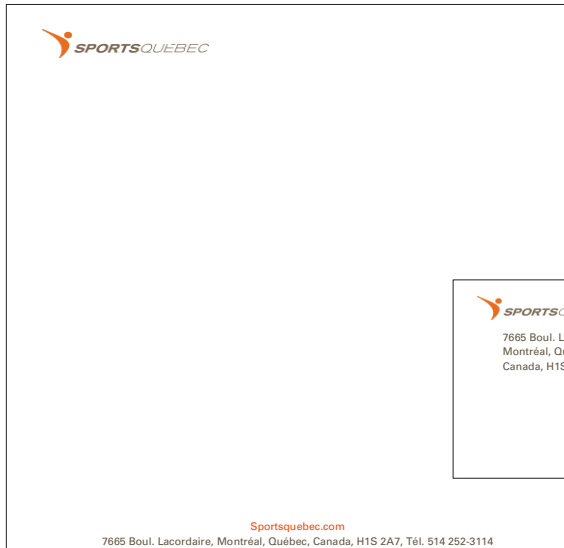 SPORTSQUÉBEC
SPORTSQ
7665 Boul. L
Montréal, Qu
Canada, H1S
Sportsquebec.com
7665 Boul. Lacordaire, Montréal, Québec, Canada, H1S 2A7, Tél. 514 252-3114